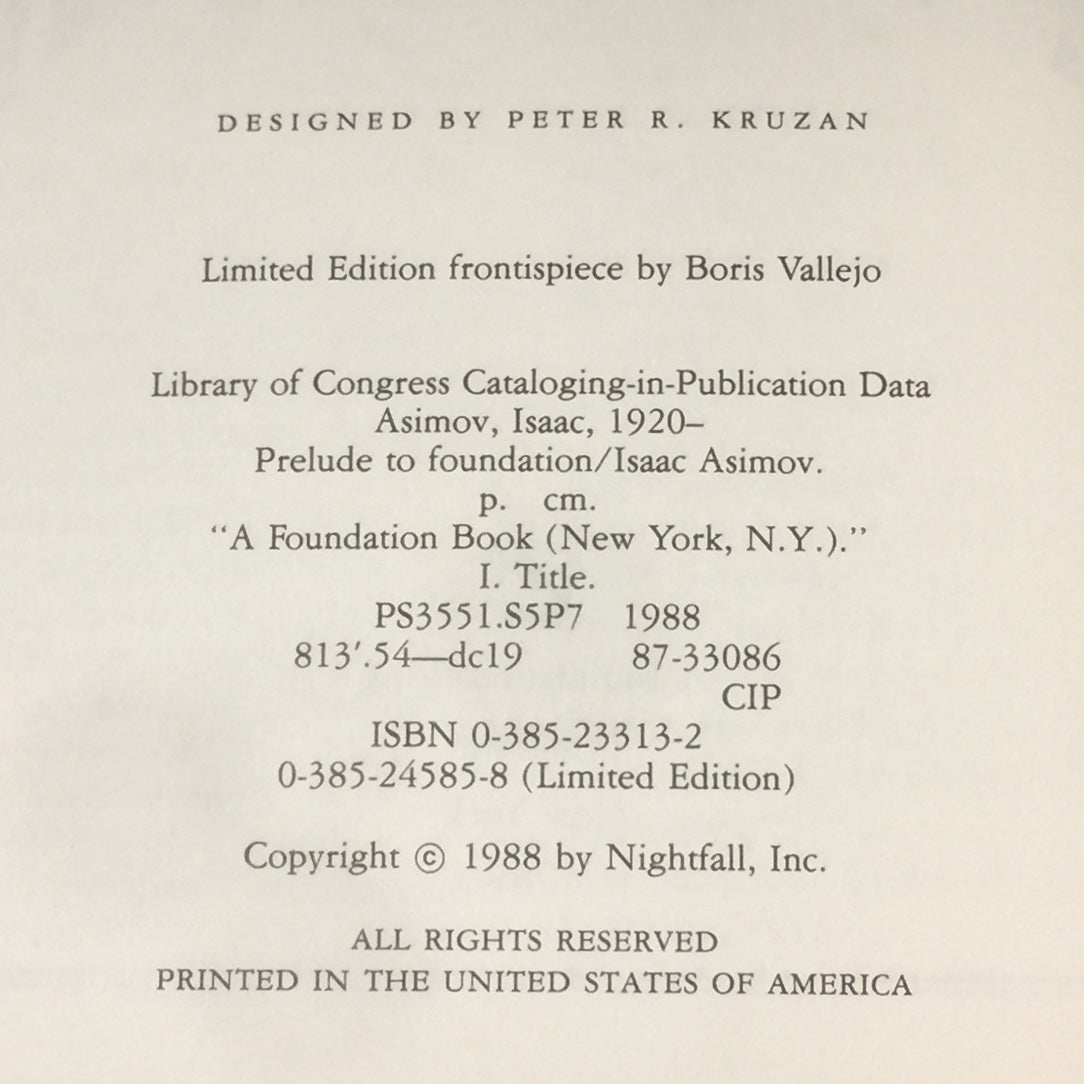 DESIGNED BY PETER R. KRUZAN
Limited Edition frontispiece by Boris Vallejo
Library of Congress Cataloging-in-Publication Data
Asimov, Isaac, 1920–
Prelude to foundation/Isaac Asimov.
p. cm.
“A Foundation Book (New York, N.Y.).”
I. Title.
PS3551.S5P7 1988
813′.54—dc19 87-33086
CIP
ISBN 0-385-23313-2
0-385-24585-8 (Limited Edition)
Copyright © 1988 by Nightfall, Inc.
ALL RIGHTS RESERVED
PRINTED IN THE UNITED STATES OF AMERICA